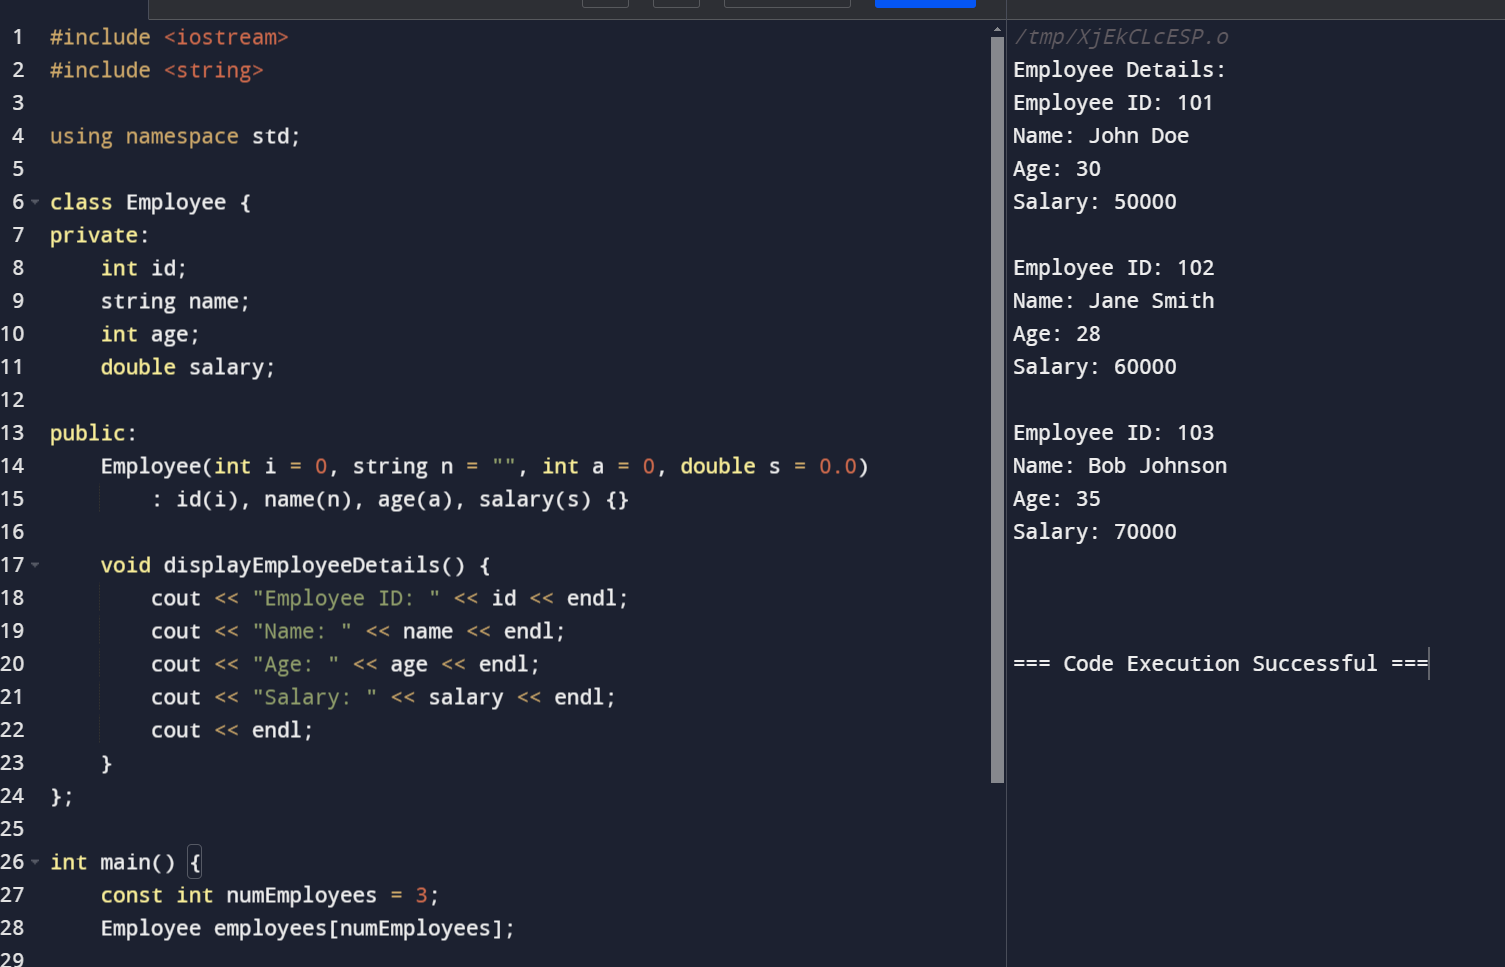 1 #include <iostream>
2 #include <string>
3
4 using namespace std;
5
6 class Employee {
7 private:
8     int id;
9     string name;
10     int age;
11     double salary;
12
13 public:
14     Employee(int i = 0, string n = "", int a = 0, double s = 0.0)
15         : id(i), name(n), age(a), salary(s) {}
16
17     void displayEmployeeDetails() {
18         cout << "Employee ID: " << id << endl;
19         cout << "Name: " << name << endl;
20         cout << "Age: " << age << endl;
21         cout << "Salary: " << salary << endl;
22         cout << endl;
23     }
24 };
25
26 int main() {
27     const int numEmployees = 3;
28     Employee employees[numEmployees];
29
/tmp/XjEkCLcESP.o
Employee Details:
Employee ID: 101
Name: John Doe
Age: 30
Salary: 50000

Employee ID: 102
Name: Jane Smith
Age: 28
Salary: 60000

Employee ID: 103
Name: Bob Johnson
Age: 35
Salary: 70000

=== Code Execution Successful ===